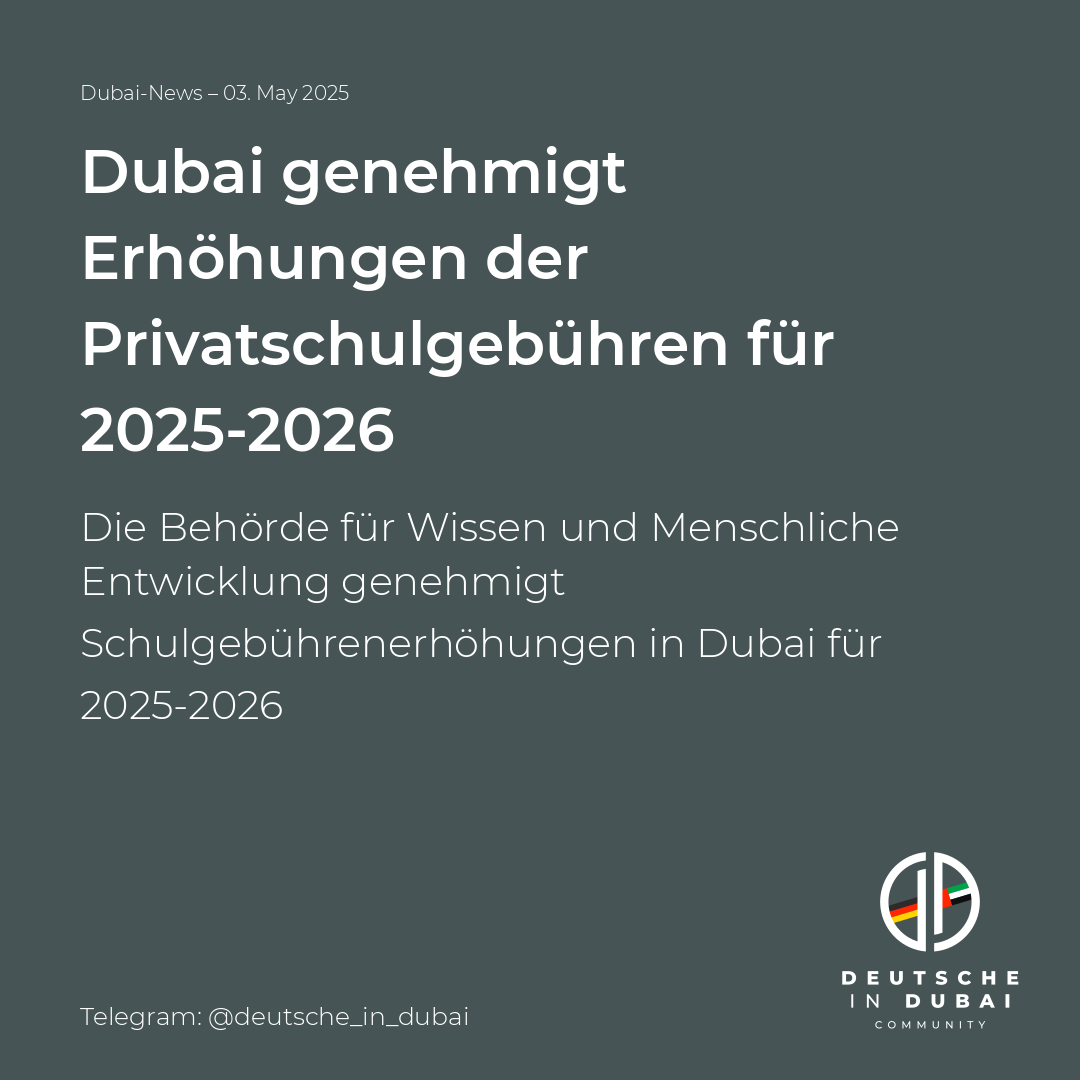 Dubai-News – 03. May 2025
Dubai genehmigt
Erhöhungen der
Privatschulgebühren für
2025-2026
Die Behörde für Wissen und Menschliche
Entwicklung genehmigt
Schulgebührenerhöhungen in Dubai für
2025-2026
DEUTSCHE
IN DUBAI
COMMUNITY
Telegram: @deutsche_in_dubai